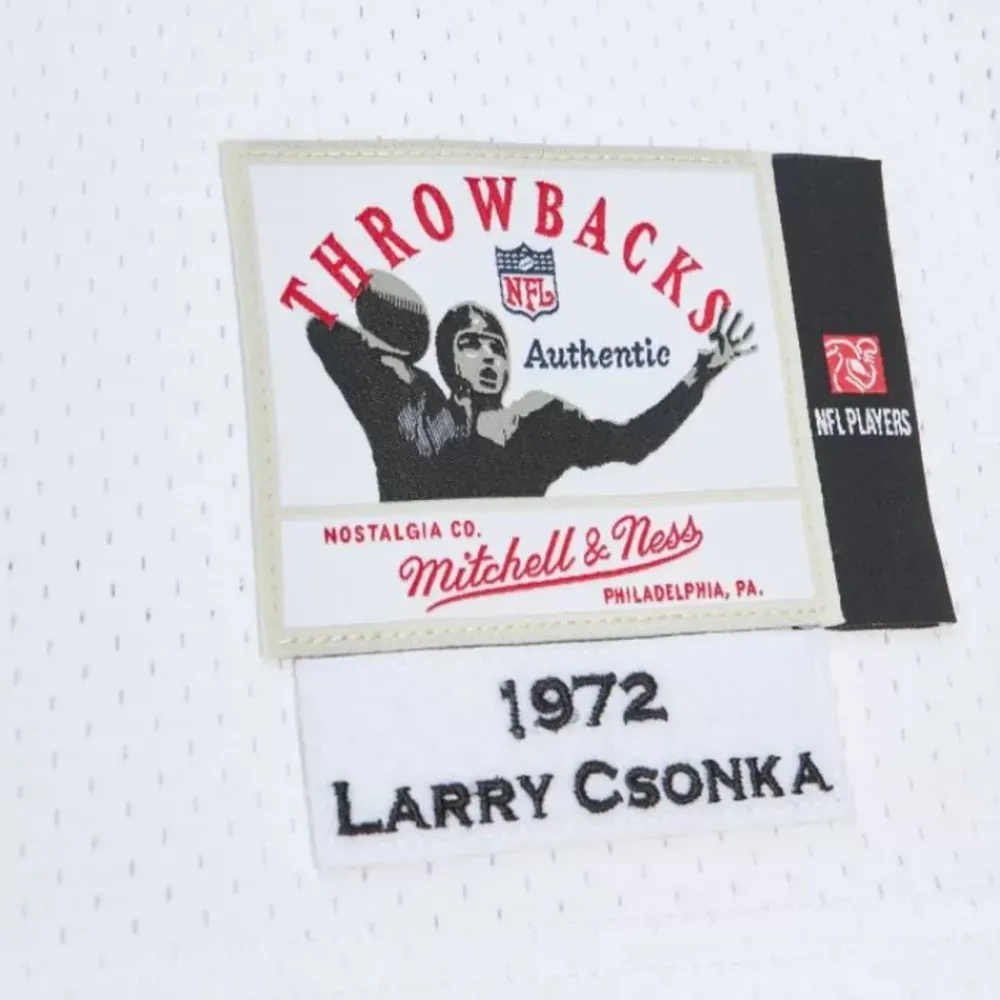 THROWBACKS
NFL
Authentic
NFL PLAYERS
NOSTALGIA CO.
Mitchell & Ness
PHILADELPHIA, PA.
1972
LARRY CSONKA